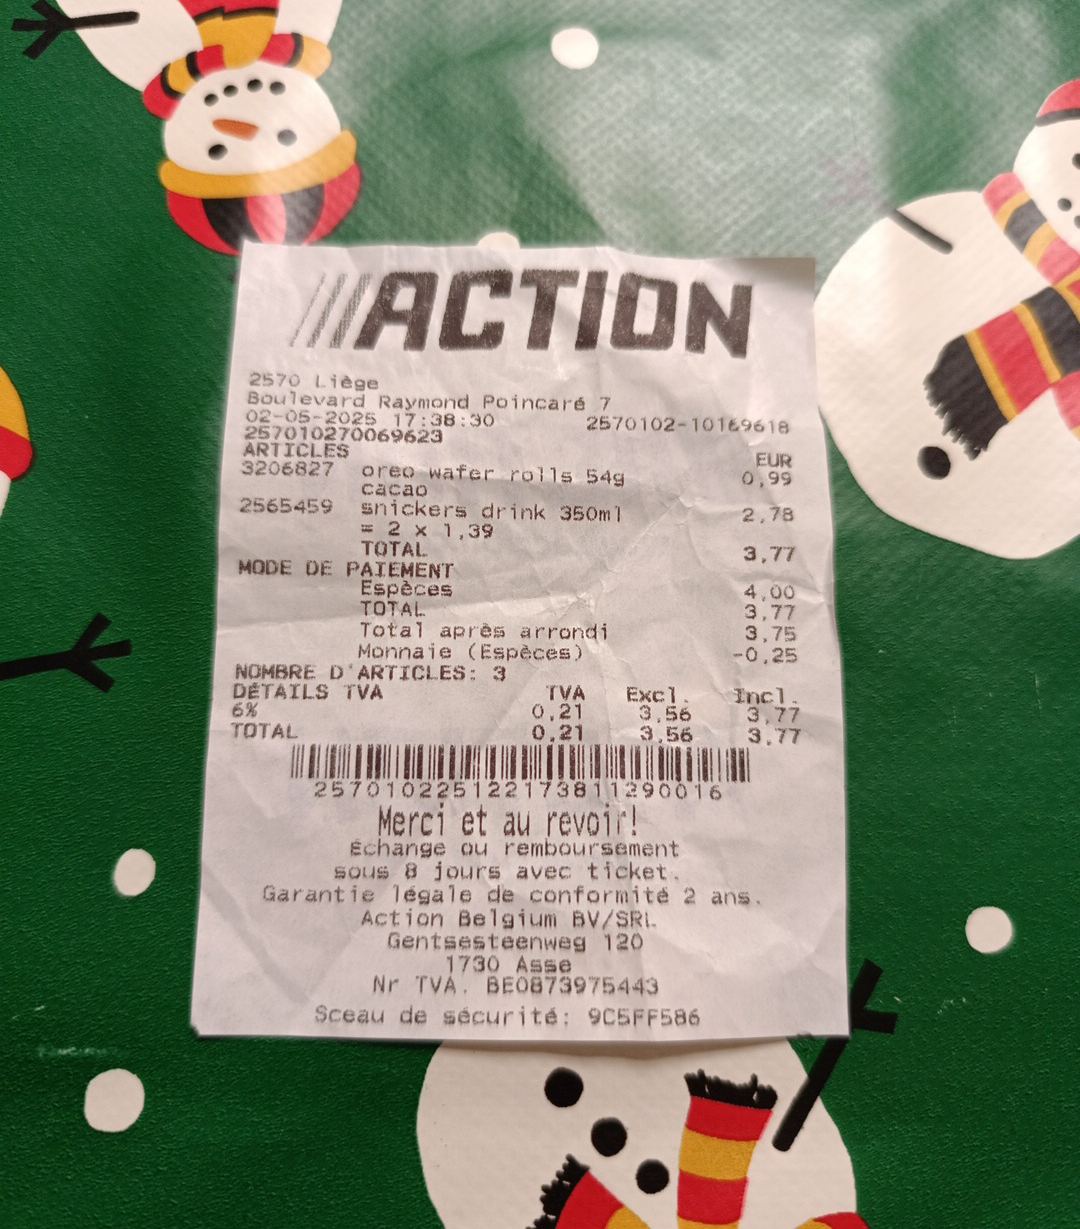 ACTION
2570 Liège
Boulevard Raymond Poincaré 7
02-05-2025 17:38:30 2570102-10169618
257010270069623
ARTICLES EUR
3206827 oreo wafer rolls 54g 0,99
cacao
2565459 snickers drink 350ml 2,78
= 2 x 1,39
TOTAL 3,77
MODE DE PAIEMENT
Espèces 4,00
TOTAL 3,77
Total après arrondi 3,75
Monnaie (Espèces) -0,25
NOMBRE D'ARTICLES: 3
DÉTAILS TVA TVA Excl. Incl.
6% 0,21 3,56 3,77
TOTAL 0,21 3,56 3,77
257010225122173811290016
Merci et au revoir!
Échange ou remboursement
sous 8 jours avec ticket.
Garantie légale de conformité 2 ans.
Action Belgium BV/SRL
Gentsesteenweg 120
1730 Asse
Nr TVA. BE0873975443
Sceau de sécurité: 9C5FF586